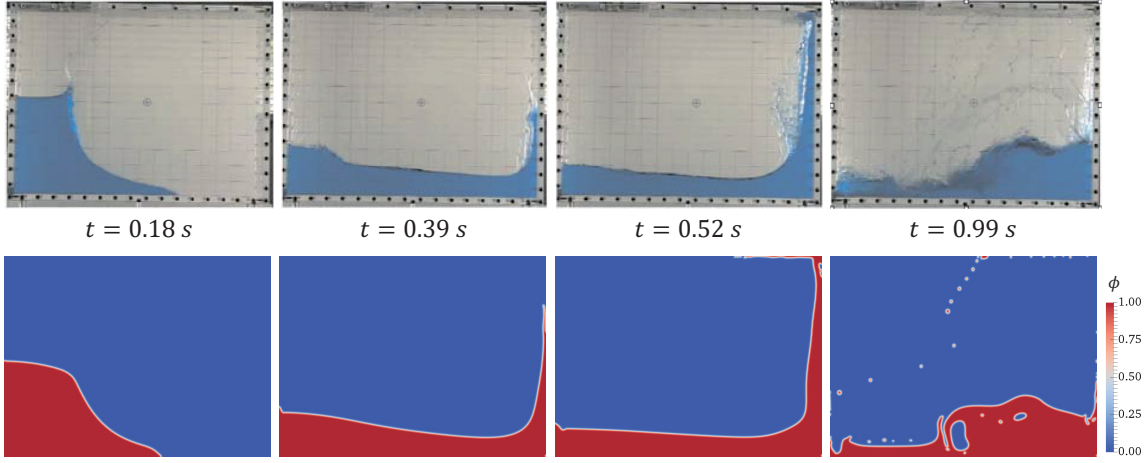 t = 0.18 s
t = 0.39 s
t = 0.52 s
t = 0.99 s
ϕ
1.00
0.75
0.50
0.25
0.00